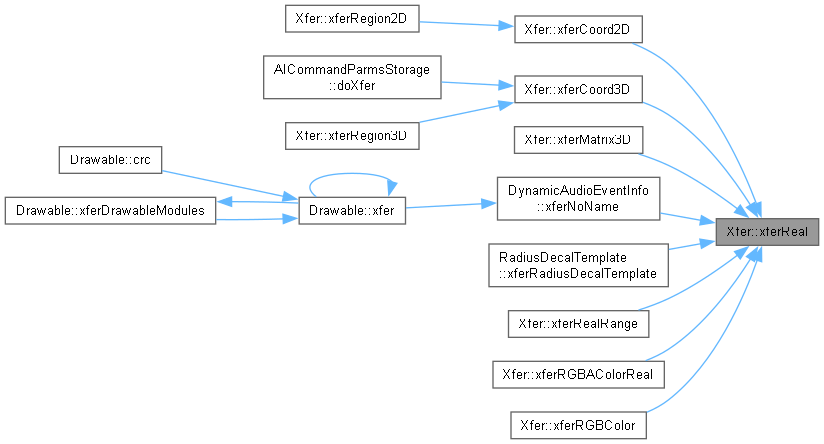 Xfer::xferRegion2D
Xfer::xferCoord2D
AICommandParmsStorage
::doXfer
Xfer::xferCoord3D
Xfer::xferRegion3D
Xfer::xferMatrix3D
Drawable::crc
DynamicAudioEventInfo
::xferNoName
Drawable::xferDrawableModules
Drawable::xfer
Xfer::xferReal
RadiusDecalTemplate
::xferRadiusDecalTemplate
Xfer::xferRealRange
Xfer::xferRGBAColorReal
Xfer::xferRGBColor